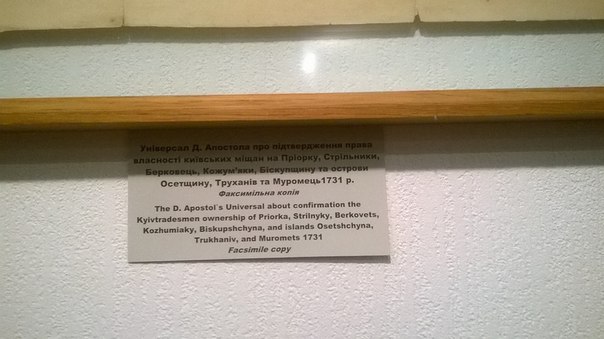 Універсал Д. Апостола про підтвердження права
власності київських міщан на Пріорку, Стрільники,
Берковець, Кожум'яки, Біскупщину та острови
Осетщину, Труханів та Муромець1731 р.
Факсимільна копія
The D. Apostol`s Universal about confirmation the
Kyivtradesmen ownership of Priorka, Strilnyky, Berkovets,
Kozhumiaky, Biskupshchyna, and islands Osetshchyna,
Trukhaniv, and Muromets 1731
Facsimile copy